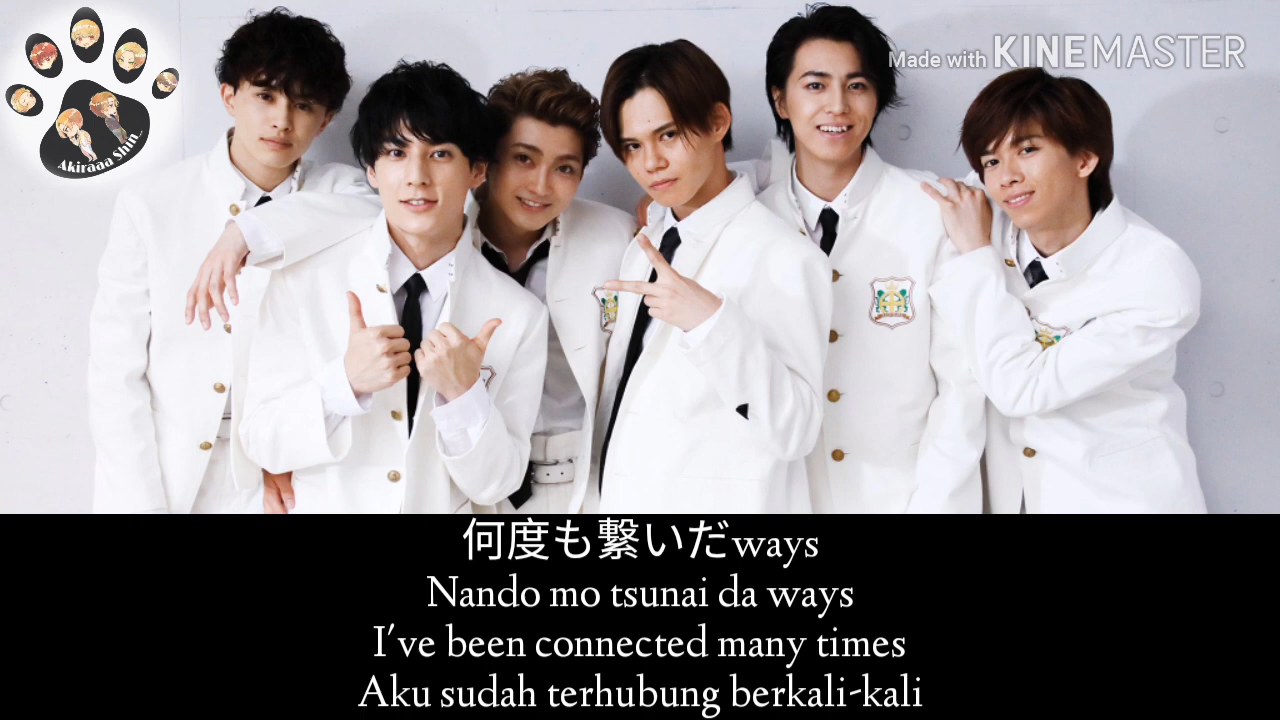 Akiraaa Shin_
Made with KINEMASTER
何度も繋いだways
Nando mo tsunai da ways
I've been connected many times
Aku sudah terhubung berkali-kali